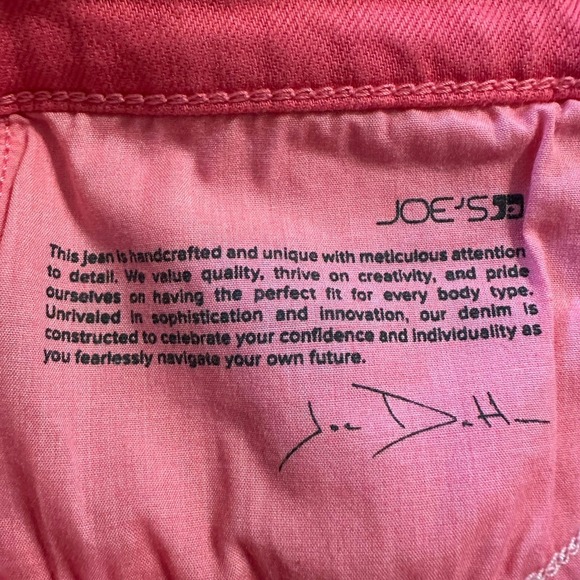 JOE'S
This jean is handcrafted and unique with meticulous attention
to detail. We value quality, thrive on creativity, and pride
ourselves on having the perfect fit for every body type.
Unrivaled in sophistication and innovation, our denim is
constructed to celebrate your confidence and individuality as
you fearlessly navigate your own future.
Joe